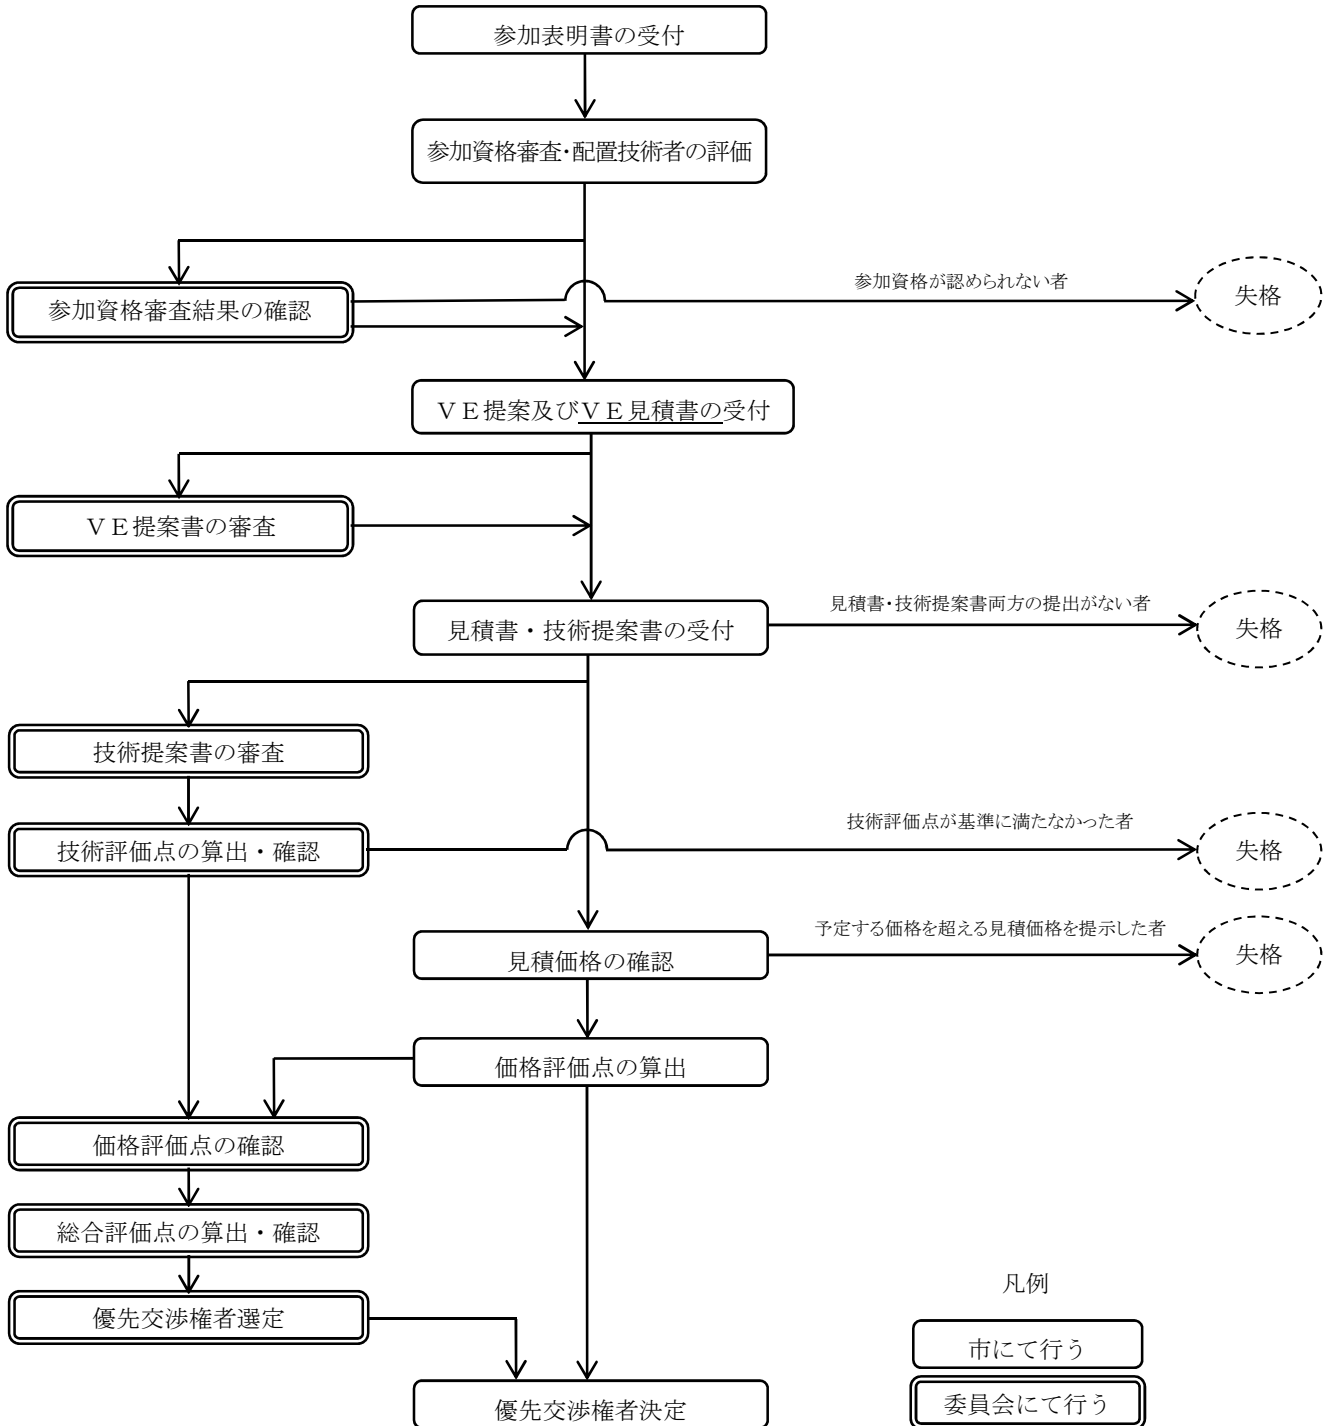 参加表明書の受付
参加資格審査・配置技術者の評価
参加資格が認められない者
失格
参加資格審査結果の確認
ＶＥ提案及びＶＥ見積書の受付
ＶＥ提案書の審査
見積書・技術提案書両方の提出がない者
見積書・技術提案書の受付
失格
技術提案書の審査
技術評価点が基準に満たなかった者
技術評価点の算出・確認
失格
予定する価格を超える見積価格を提示した者
見積価格の確認
失格
価格評価点の算出
価格評価点の確認
総合評価点の算出・確認
優先交渉権者選定
凡例
市にて行う
委員会にて行う
優先交渉権者決定